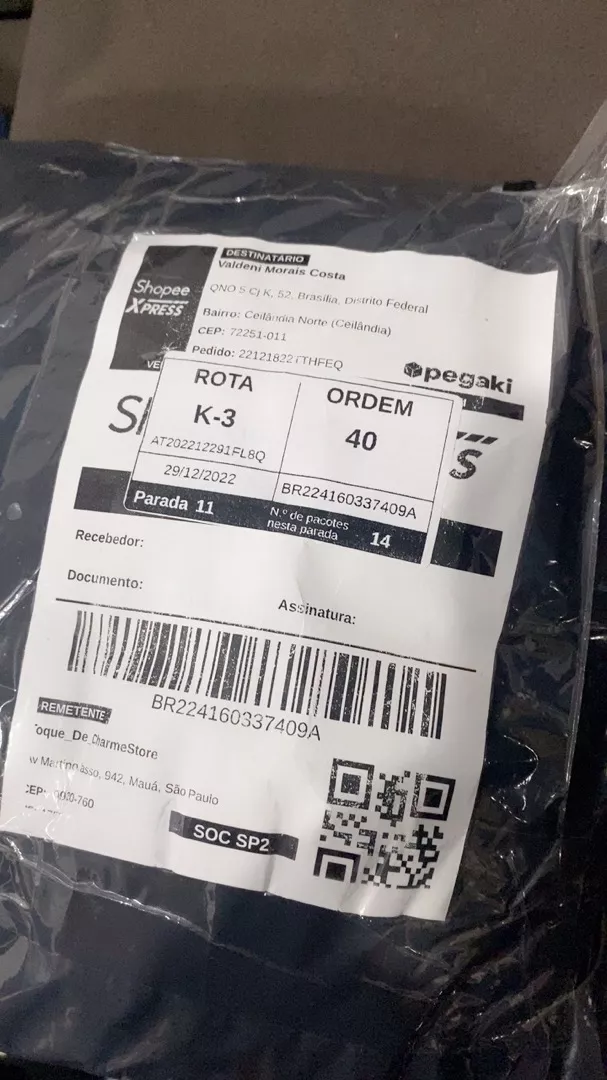 Shopee
XPRESS
DESTINATÁRIO
Valdeni Morais Costa
QNO 5 Cj K, 52, Brasília, Distrito Federal
Bairro: Ceilândia Norte (Ceilândia)
CEP: 72251-011
Pedido:
pegaki
ROTA
K-3
AT202212291FL8Q
29/12/2022
ORDEM
40
BR224160337409A
Parada 11
N.º de pacotes nesta parada 14
Recebedor:
Documento:
Assinatura:
BR224160337409A
REMETENTE
Toque_De_CharmeStore
942, Mauá, São Paulo
CEP:
SOC SP2